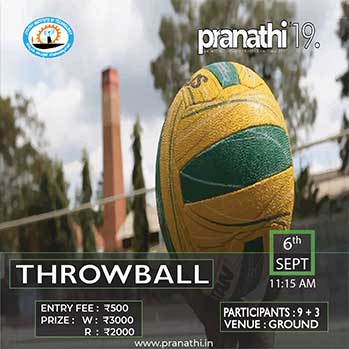 pranathi'19.
6th
SEPT
11:15 AM
THROWBALL
ENTRY FEE : ₹500
PRIZE : W : ₹3000
R : ₹2000
PARTICIPANTS : 9 + 3
VENUE : GROUND
www.pranathi.in